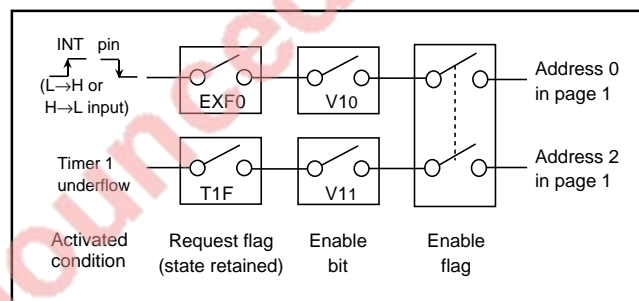 INT pin
(L→H or
H→L input)
EXF0
V10
Address 0
in page 1
Timer 1
underflow
T1F
V11
Address 2
in page 1
Activated
condition
Request flag
(state retained)
Enable
bit
Enable
flag
ounced